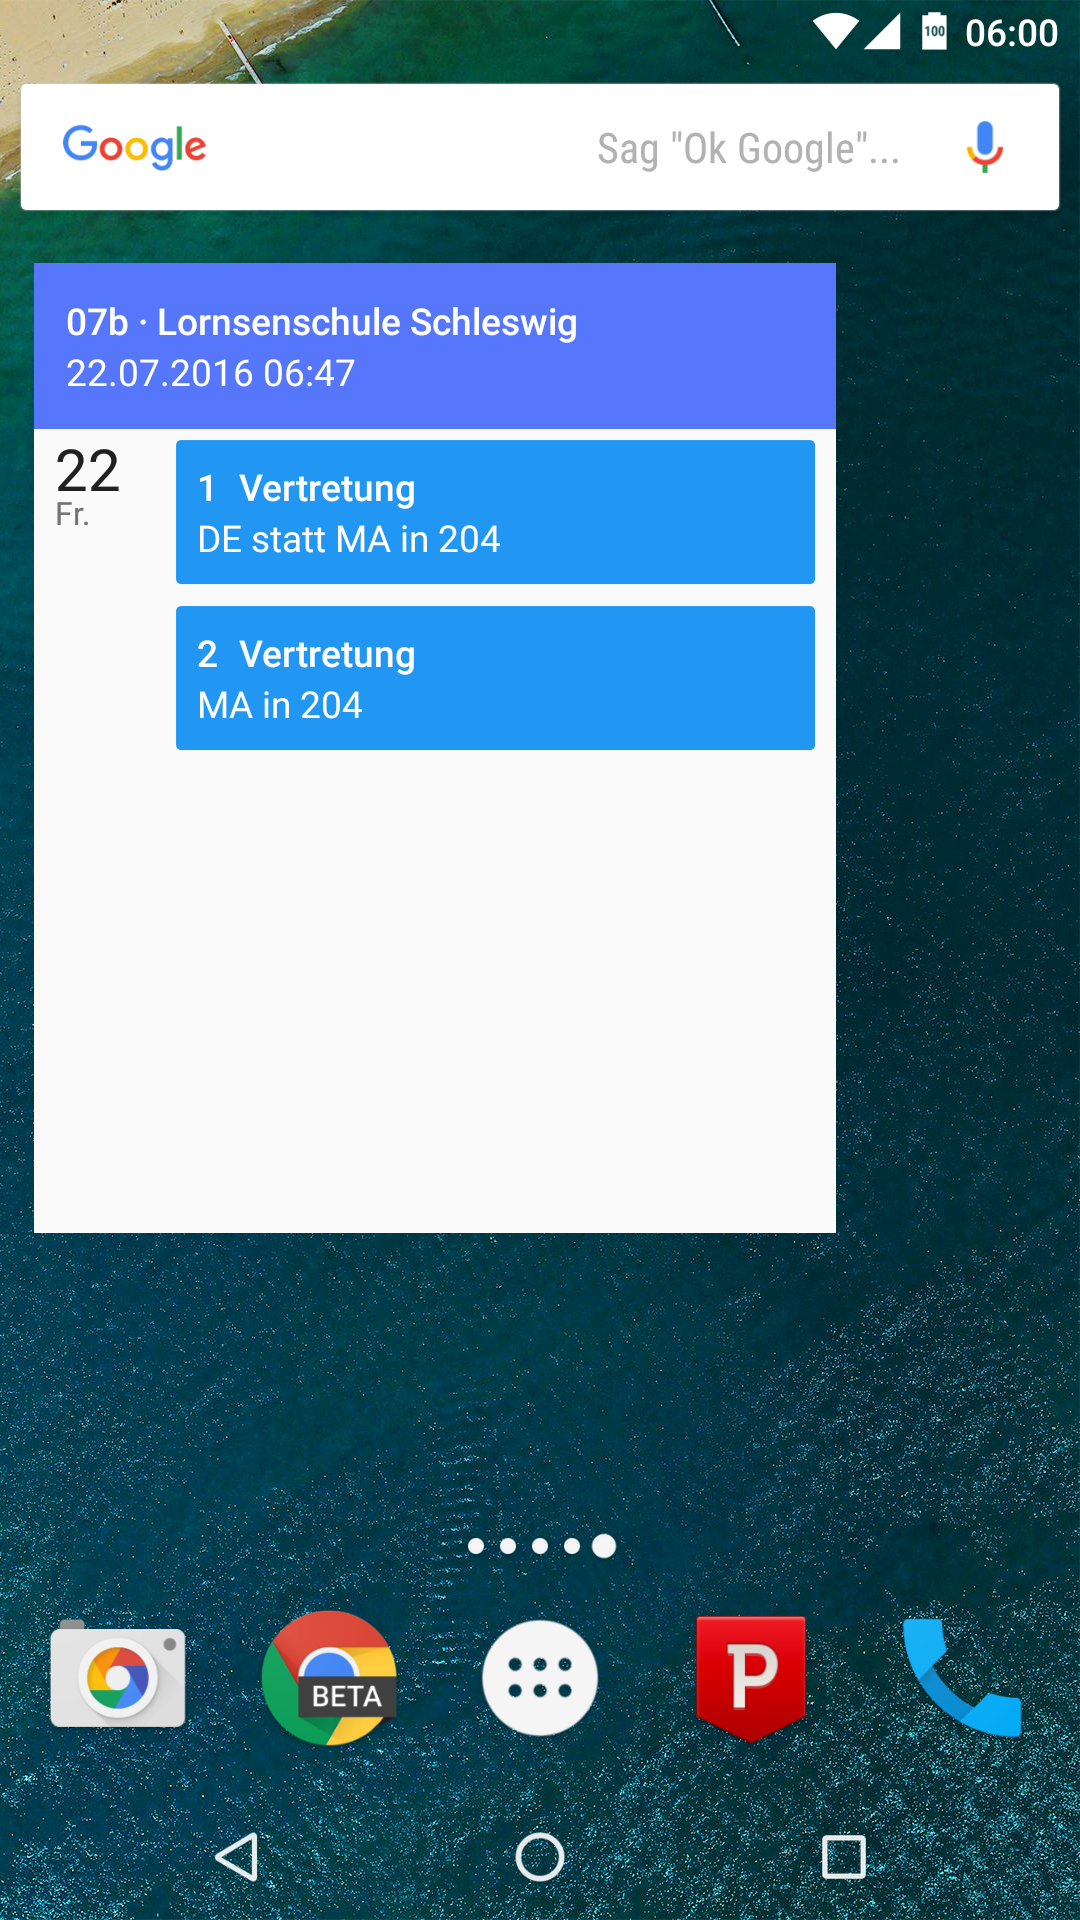 100 06:00
Google Sag "Ok Google"...
07b · Lornsenschule Schleswig
22.07.2016 06:47
22
Fr.
1 Vertretung
DE statt MA in 204
2 Vertretung
MA in 204
BETA
P